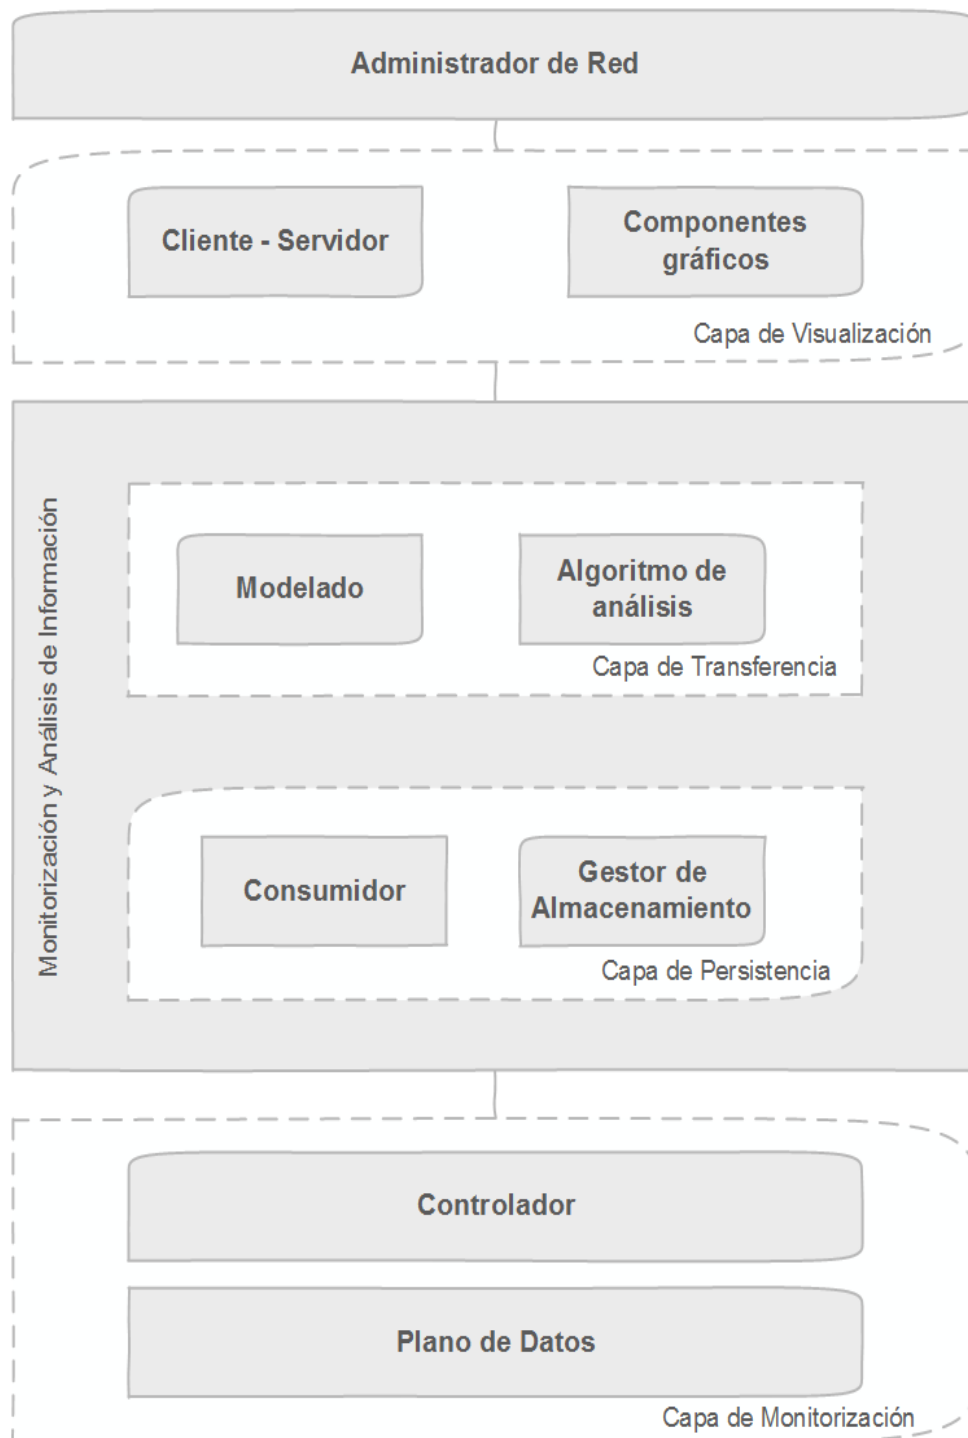 Administrador de Red
Cliente - Servidor
Componentes
gráficos
Capa de Visualización
Monitorización y Análisis de Información
Modelado
Algoritmo de
análisis
Capa de Transferencia
Consumidor
Gestor de
Almacenamiento
Capa de Persistencia
Controlador
Plano de Datos
Capa de Monitorización